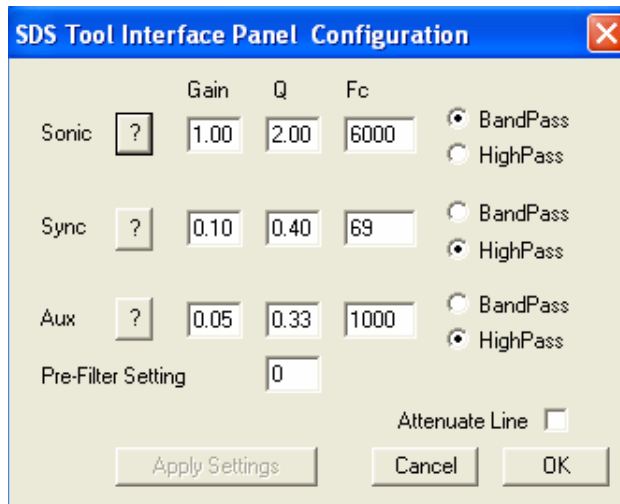 SDS Tool Interface Panel Configuration
Gain Q Fc
Sonic ? 1.00 2.00 6000 BandPass
HighPass
Sync ? 0.10 0.40 69 BandPass
HighPass
Aux ? 0.05 0.33 1000 BandPass
HighPass
Pre-Filter Setting 0
Attenuate Line
Apply Settings Cancel OK